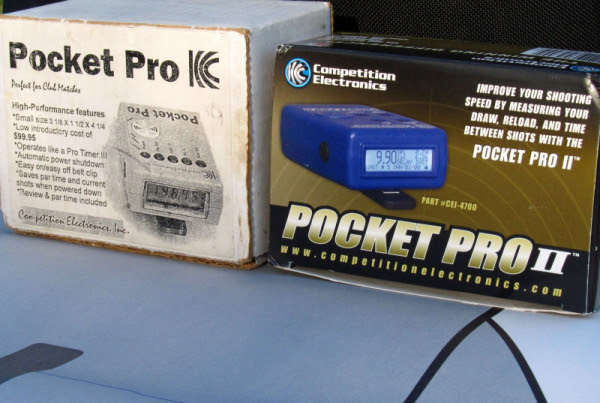 Pocket Pro
Perfect for Club Matches
High-Purformance features
*Small size 3 1/8 X 1 1/2 X 4 1/4
*Low introductory cost of
$99.95
*Operates like a Pro Timer III
*Automatic power shutdown
*Easy on/easy off belt clip
*Saves par time and current
shots when powered down
*Review & par time included
Competition Electronics, Inc.
Pocket Pro
Competition
Electronics
IMPROVE YOUR SHOOTING
SPEED BY MEASURING YOUR
DRAW, RELOAD, AND TIME
BETWEEN SHOTS WITH THE
POCKET PRO II™
9.90
PART #CEI-4700
POCKET PRO II™
www.competitionelectronics.com